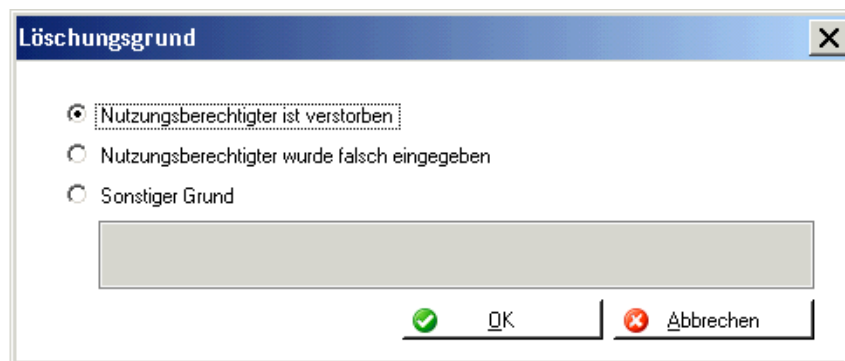 Löschungsgrund
Nutzungsberechtigter ist verstorben
Nutzungsberechtigter wurde falsch eingegeben
Sonstiger Grund
OK Abbrechen